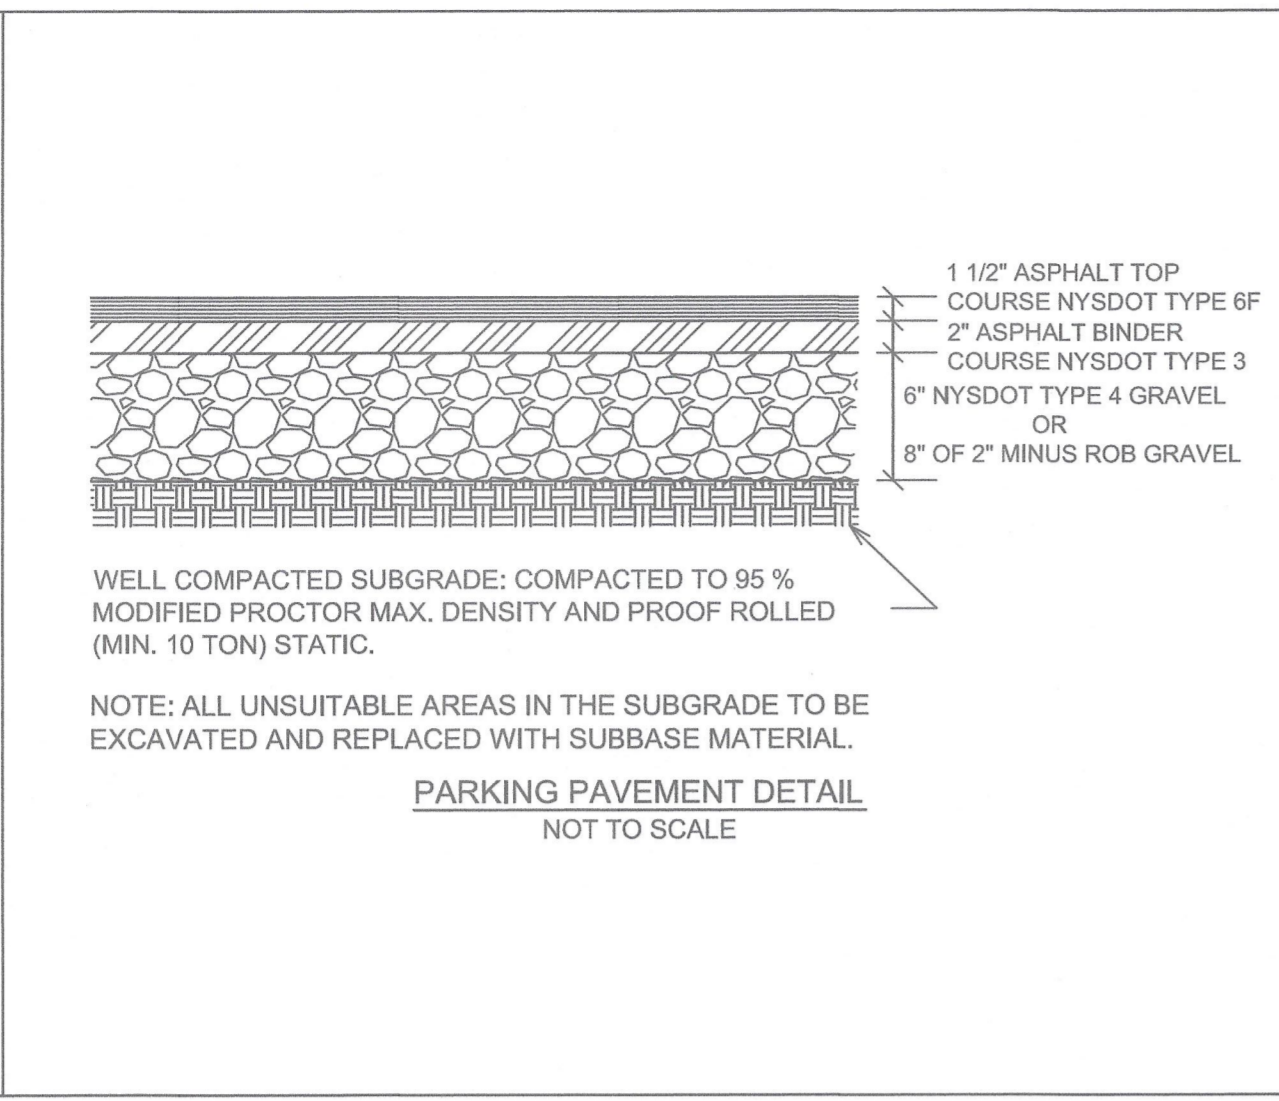 1 1/2" ASPHALT TOP
COURSE NYSDOT TYPE 6F
2" ASPHALT BINDER
COURSE NYSDOT TYPE 3
6" NYSDOT TYPE 4 GRAVEL
OR
8" OF 2" MINUS ROB GRAVEL
WELL COMPACTED SUBGRADE: COMPACTED TO 95 %
MODIFIED PROCTOR MAX. DENSITY AND PROOF ROLLED
(MIN. 10 TON) STATIC.
NOTE: ALL UNSUITABLE AREAS IN THE SUBGRADE TO BE
EXCAVATED AND REPLACED WITH SUBBASE MATERIAL.
PARKING PAVEMENT DETAIL
NOT TO SCALE